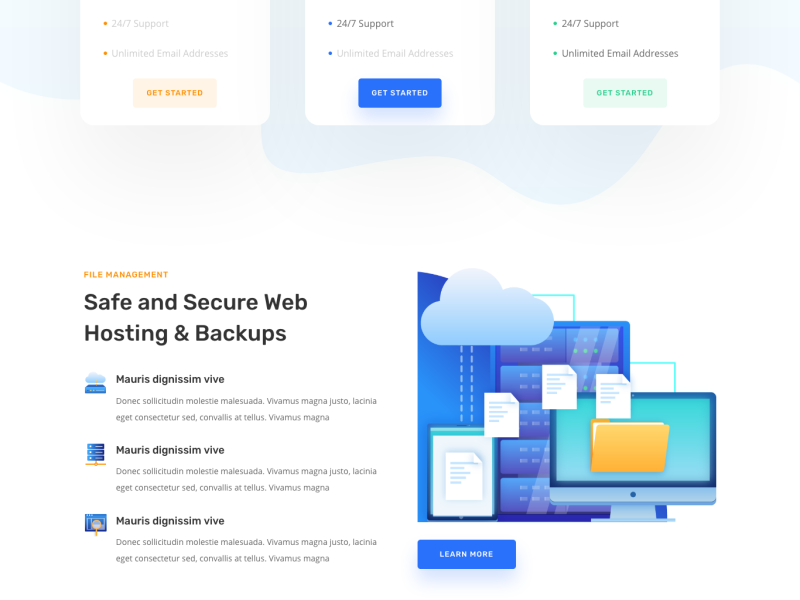 24/7 Support
Unlimited Email Addresses
GET STARTED
24/7 Support
Unlimited Email Addresses
GET STARTED
24/7 Support
Unlimited Email Addresses
GET STARTED
FILE MANAGEMENT
Safe and Secure Web
Hosting & Backups
Mauris dignissim vive
Donec sollicitudin molestie malesuada. Vivamus magna justo, lacinia
eget consectetur sed, convallis at tellus. Vivamus magna
Mauris dignissim vive
Donec sollicitudin molestie malesuada. Vivamus magna justo, lacinia
eget consectetur sed, convallis at tellus. Vivamus magna
Mauris dignissim vive
Donec sollicitudin molestie malesuada. Vivamus magna justo, lacinia
eget consectetur sed, convallis at tellus. Vivamus magna
LEARN MORE